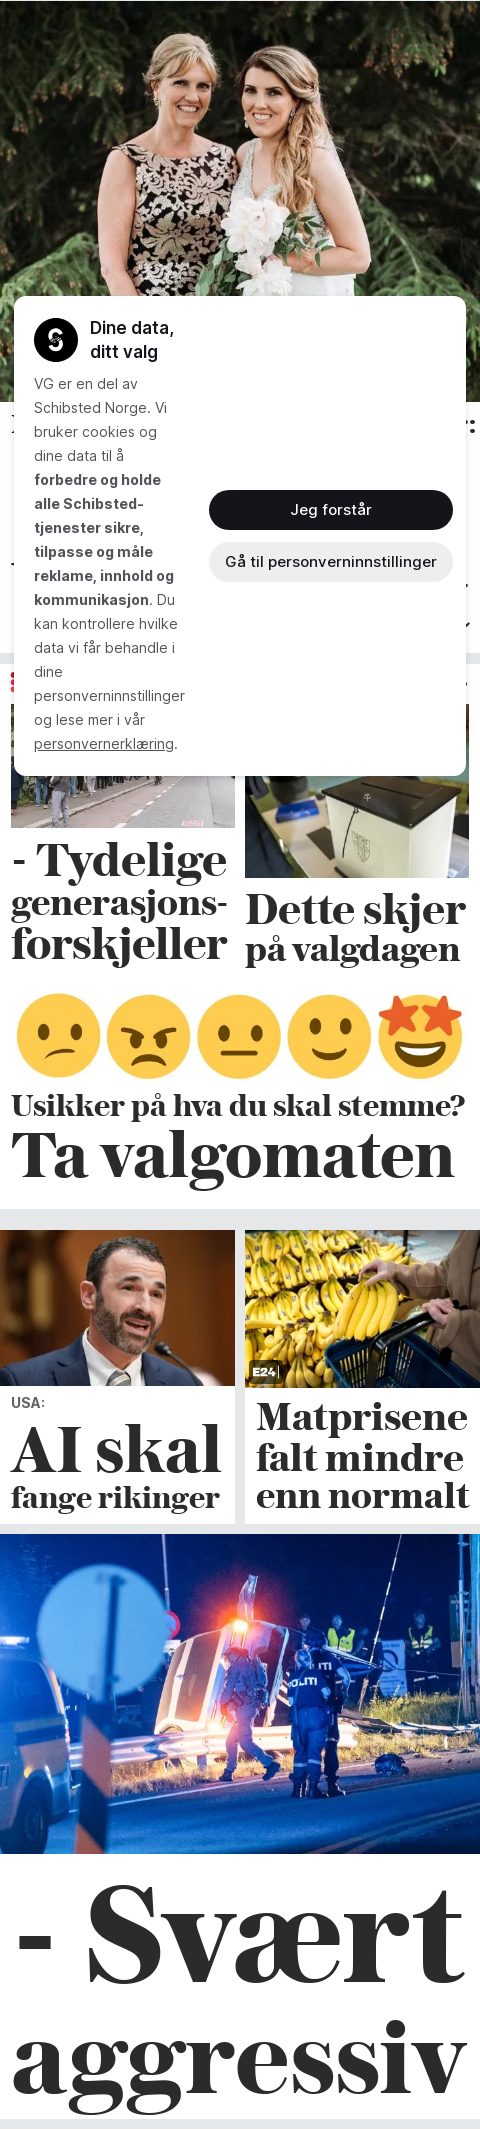 Dine data,
ditt valg
VG er en del av
Schibsted Norge. Vi
bruker cookies og
dine data til å
forbedre og holde
alle Schibsted-
tjenester sikre,
tilpasse og måle
reklame, innhold og
kommunikasjon. Du
kan kontrollere hvilke
data vi får behandle i
dine
personverninnstillinger
og lese mer i vår
personvernerklæring.
Jeg forstår
Gå til personverninnstillinger
- Tydelige
generasjons-
forskjeller
Dette skjer
på valgdagen
Usikker på hva du skal stemme?
Ta valgomaten
USA:
AI skal
fange rikinger
E24
Matprisene
falt mindre
enn normalt
POLITI
- Svært
aggressiv